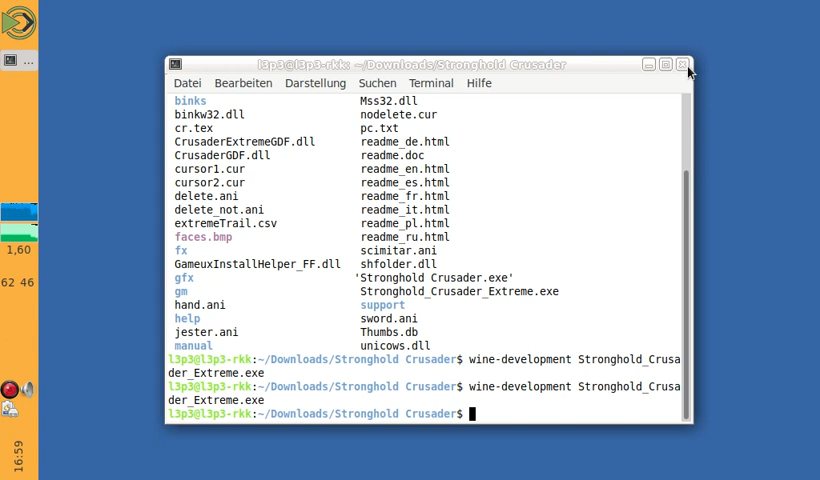 ...
l3p3@l3p3-rkk: ~/Downloads/Stronghold Crusader
Datei Bearbeiten Darstellung Suchen Terminal Hilfe
binks Mss32.dll
binkw32.dll nodelete.cur
cr.tex pc.txt
CrusaderExtremeGDF.dll readme_de.html
CrusaderGDF.dll readme.doc
cursor1.cur readme_en.html
cursor2.cur readme_es.html
delete.ani readme_fr.html
delete_not.ani readme_it.html
extremeTrail.csv readme_pl.html
faces.bmp readme_ru.html
fx scimitar.ani
GameuxInstallHelper_FF.dll shfolder.dll
gfx 'Stronghold Crusader.exe'
gm Stronghold_Crusader_Extreme.exe
hand.ani support
help sword.ani
jester.ani Thumbs.db
manual unicows.dll
l3p3@l3p3-rkk:~/Downloads/Stronghold Crusader$ wine-development Stronghold_Crusa
der_Extreme.exe
l3p3@l3p3-rkk:~/Downloads/Stronghold Crusader$ wine-development Stronghold_Crusa
der_Extreme.exe
l3p3@l3p3-rkk:~/Downloads/Stronghold Crusader$
1,60
62 46
16:59